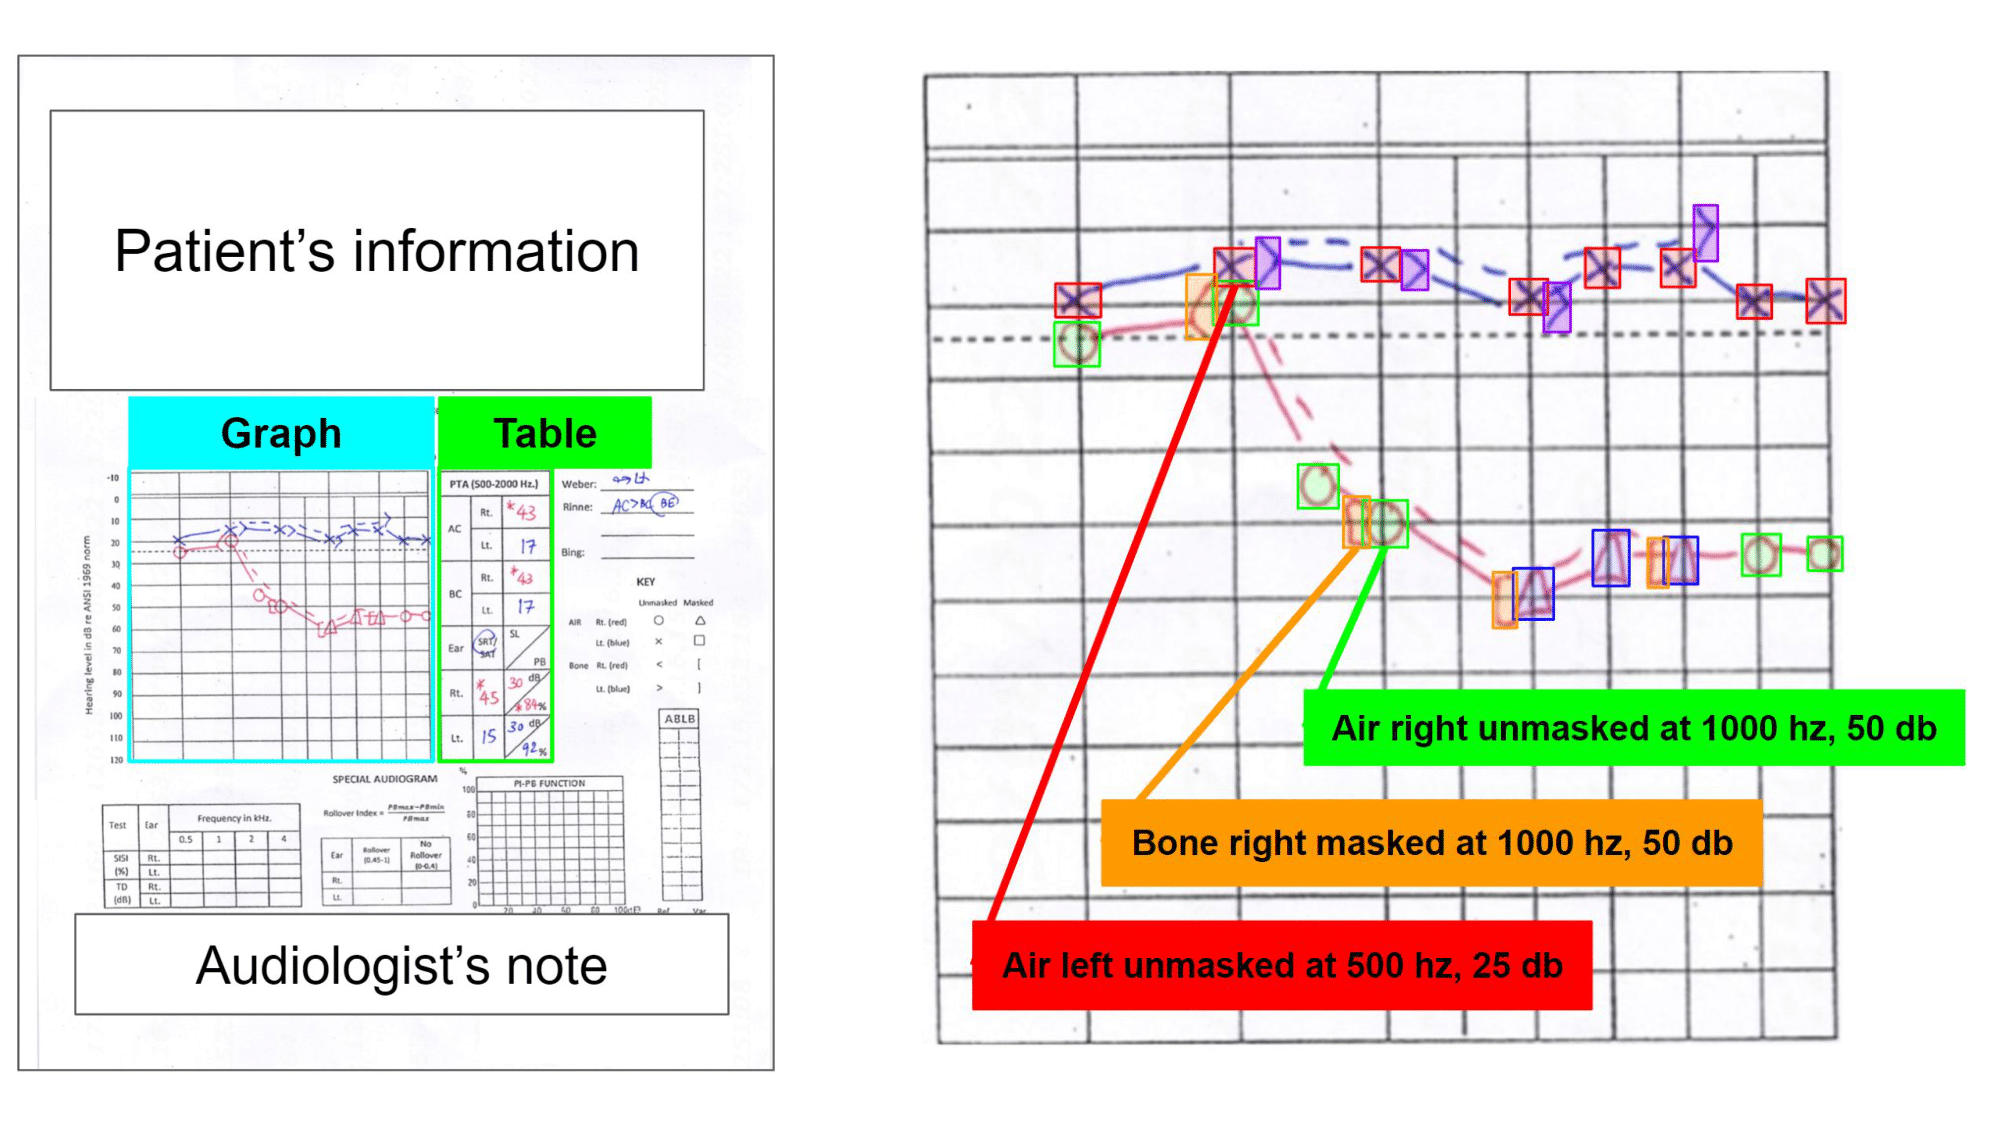 Patient's information
Graph
Table
-10
0
10
20
30
40
50
60
70
80
90
100
110
120
Hearing level in dB re ANSI 1969 norm
PTA (500-2000 Hz.)
AC
Rt. *43
Lt. 17
BC
Rt. *43
Lt. 17
Ear
SRT/
SAT
SL
PB
Rt. *45 30 dB
*84%
Lt. 15 30 dB
92%
Weber: Lt
Rinne: AC>BC BE
Bing:
KEY
Unmasked Masked
AIR Rt. (red) ○ △
Lt. (blue) × □
Bone Rt. (red) < [
Lt. (blue) > ]
ABLB
SPECIAL AUDIOGRAM
Rollover Index = PBmax-PBmin
PBmax
Test Ear Frequency in kHz.
0.5 1 2 4
SISI
(%)
Rt.
Lt.
TD
(dB)
Rt.
Lt.
Ear
Rollover
(0.45-1)
No
Rollover
(0-0.4)
Rt.
Lt.
%
PI-PB FUNCTION
100
80
60
40
20
0
20 40 60 80 100dB
Ref. Var.
Audiologist's note
Air right unmasked at 1000 hz, 50 db
Bone right masked at 1000 hz, 50 db
Air left unmasked at 500 hz, 25 db